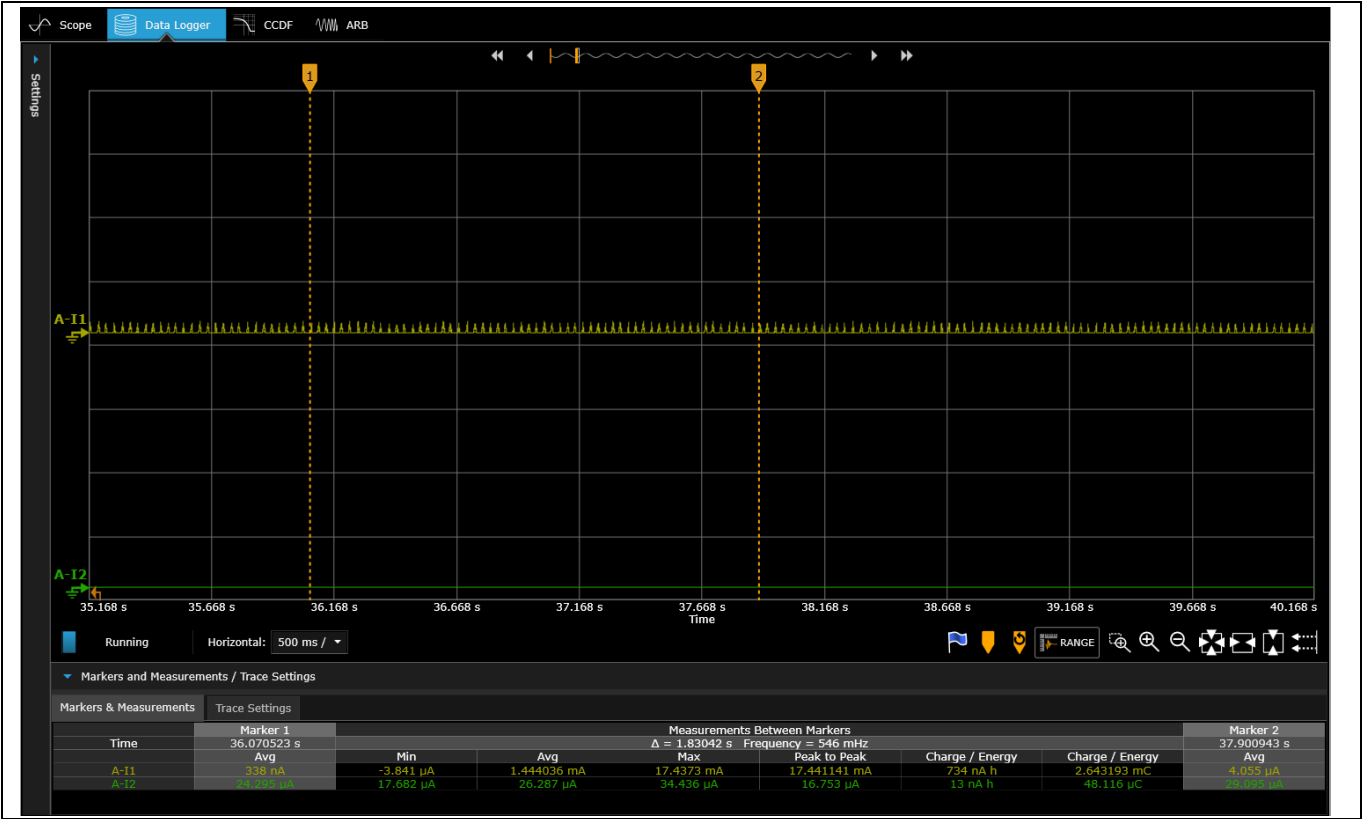 Scope Data Logger CCDF ARB
Settings
1 2
A-I1
A-I2
35.168 s 35.668 s 36.168 s 36.668 s 37.168 s 37.668 s 38.168 s 38.668 s 39.168 s 39.668 s 40.168 s
Time
Running Horizontal: 500 ms / RANGE
Markers and Measurements / Trace Settings
Markers & Measurements Trace Settings
Marker 1 Measurements Between Markers Marker 2
Time 36.070523 s Δ = 1.83042 s Frequency = 546 mHz 37.900943 s
Avg Min Avg Max Peak to Peak Charge / Energy Charge / Energy Avg
A-I1 338 nA -3.841 µA 1.444036 mA 17.4373 mA 17.441141 mA 734 nA h 2.643193 mC 4.055 µA
A-I2 24.295 µA 17.682 µA 26.287 µA 34.436 µA 16.753 µA 13 nA h 48.116 µC 29.095 µA